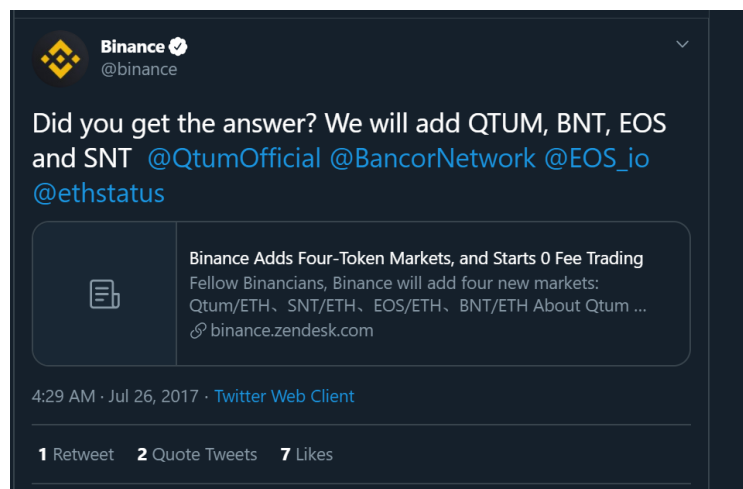 Binance
@binance
Did you get the answer? We will add QTUM, BNT, EOS
and SNT @QtumOfficial @BancorNetwork @EOS_io
@ethstatus
Binance Adds Four-Token Markets, and Starts 0 Fee Trading
Fellow Binancians, Binance will add four new markets:
Qtum/ETH、SNT/ETH、EOS/ETH、BNT/ETH About Qtum ...
binance.zendesk.com
4:29 AM · Jul 26, 2017 · Twitter Web Client
1 Retweet 2 Quote Tweets 7 Likes